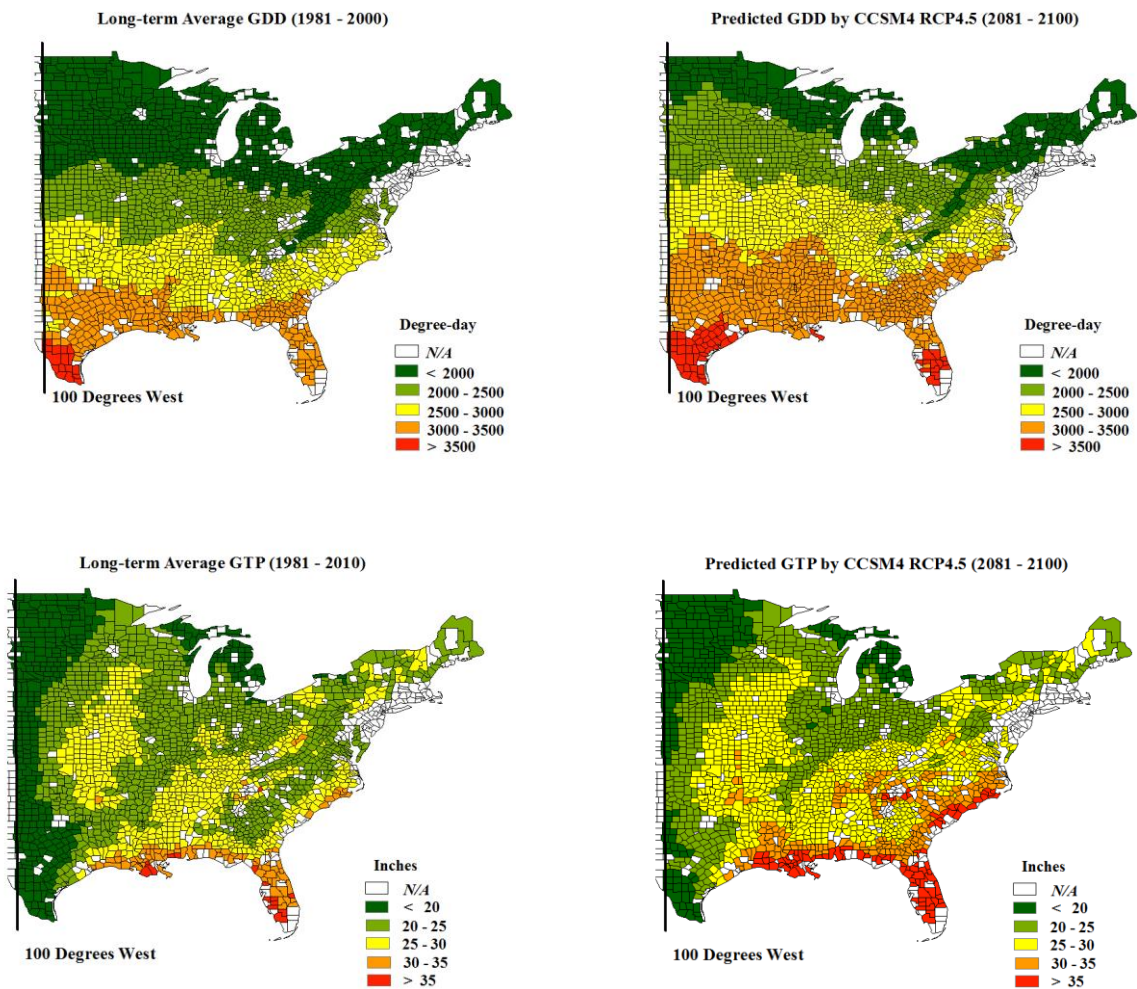 Long-term Average GDD (1981 - 2000)
Predicted GDD by CCSM4 RCP4.5 (2081 - 2100)
Degree-day
N/A
< 2000
2000 - 2500
2500 - 3000
3000 - 3500
> 3500
100 Degrees West
Degree-day
N/A
< 2000
2000 - 2500
2500 - 3000
3000 - 3500
> 3500
100 Degrees West
Long-term Average GTP (1981 - 2010)
Predicted GTP by CCSM4 RCP4.5 (2081 - 2100)
Inches
N/A
< 20
20 - 25
25 - 30
30 - 35
> 35
100 Degrees West
Inches
N/A
< 20
20 - 25
25 - 30
30 - 35
> 35
100 Degrees West